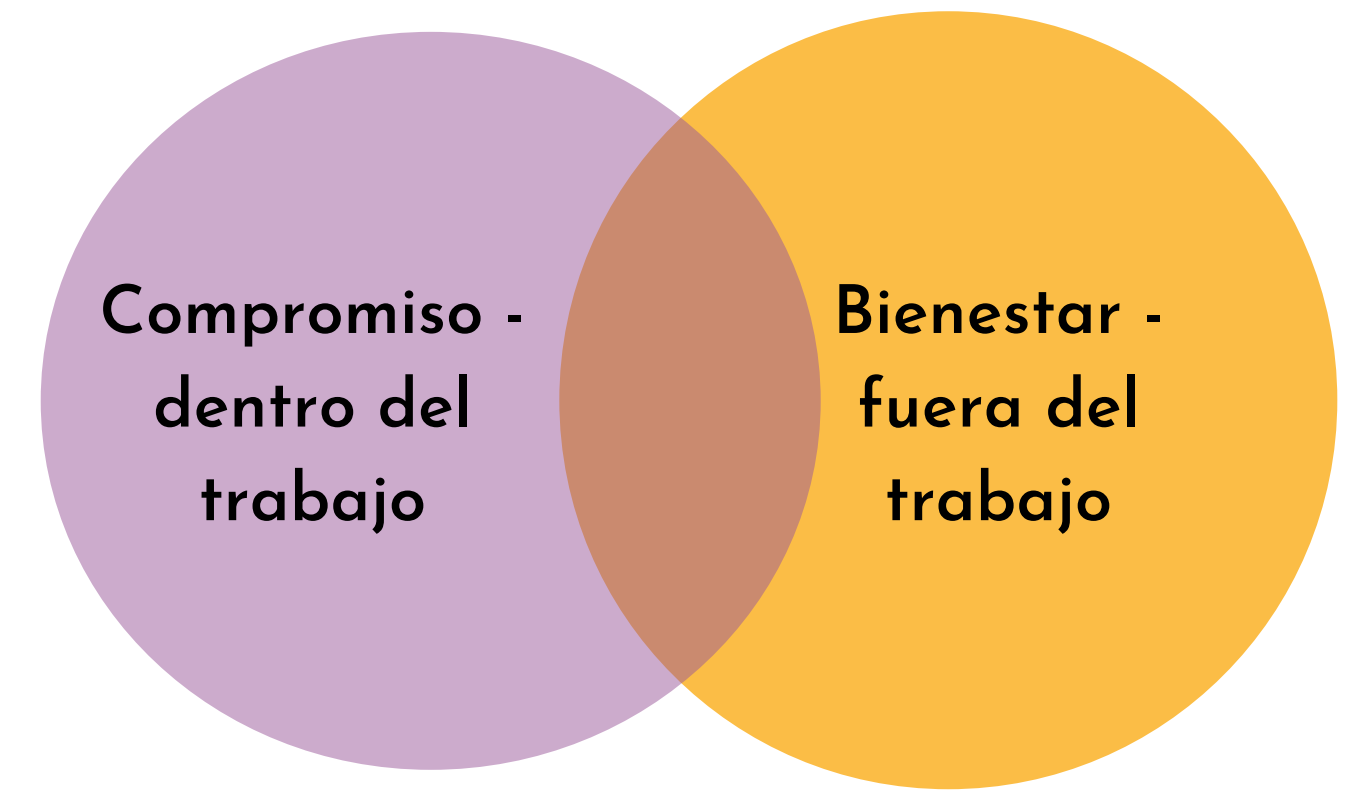 Compromiso -
dentro del
trabajo
Bienestar -
fuera del
trabajo